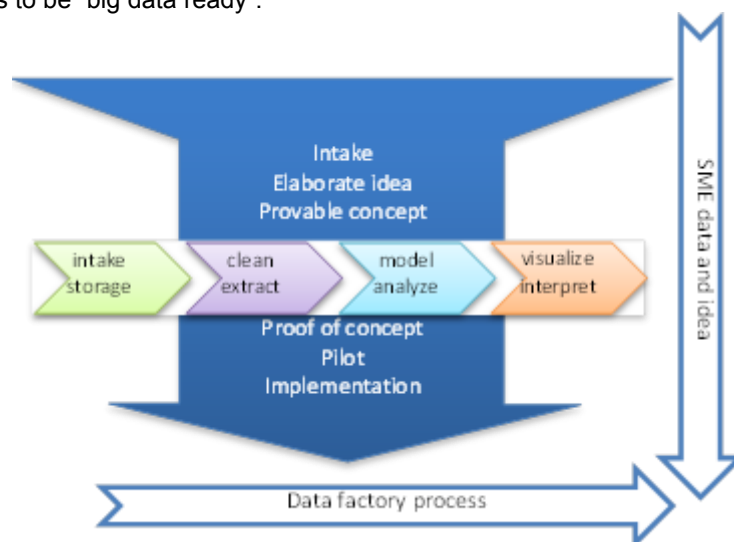 s to be "big data ready".
Intake
Elaborate idea
Provable concept
intake
storage
clean
extract
model
analyze
visualize
interpret
Proof of concept
Pilot
Implementation
SME data and idea
Data factory process